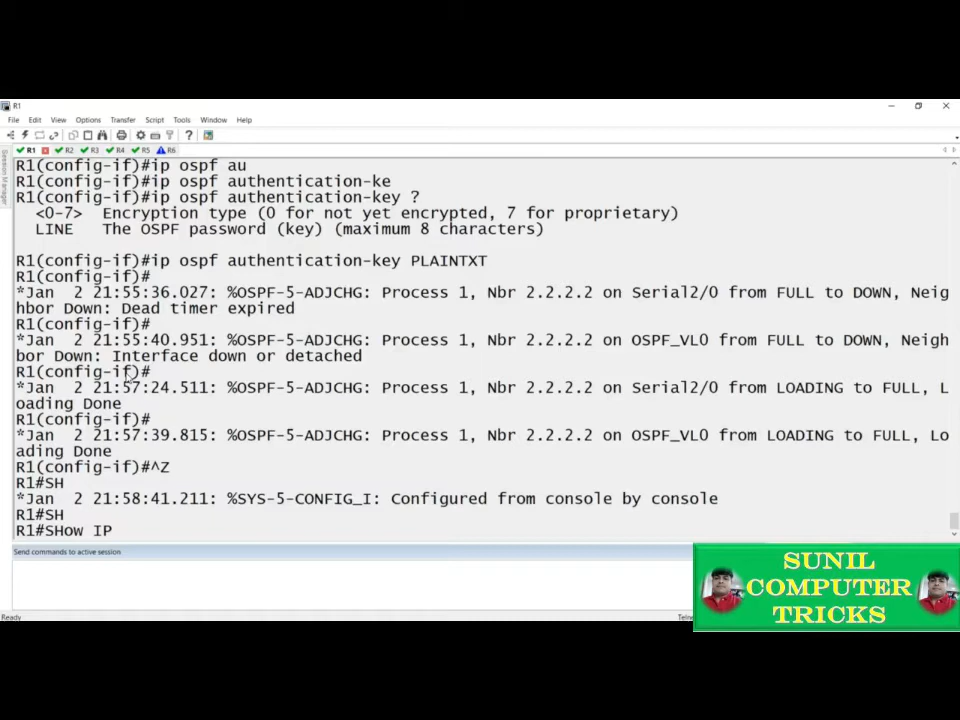 R1
File Edit View Options Transfer Script Tools Window Help
R1 R2 R3 R4 R5 R6
Session Manager
R1(config-if)#ip ospf au
R1(config-if)#ip ospf authentication-ke
R1(config-if)#ip ospf authentication-key ?
<0-7> Encryption type (0 for not yet encrypted, 7 for proprietary)
LINE The OSPF password (key) (maximum 8 characters)
R1(config-if)#ip ospf authentication-key PLAINTXT
R1(config-if)#
*Jan 2 21:55:36.027: %OSPF-5-ADJCHG: Process 1, Nbr 2.2.2.2 on Serial2/0 from FULL to DOWN, Neig
hbor Down: Dead timer expired
R1(config-if)#
*Jan 2 21:55:40.951: %OSPF-5-ADJCHG: Process 1, Nbr 2.2.2.2 on OSPF_VL0 from FULL to DOWN, Neigh
bor Down: Interface down or detached
R1(config-if)#
*Jan 2 21:57:24.511: %OSPF-5-ADJCHG: Process 1, Nbr 2.2.2.2 on Serial2/0 from LOADING to FULL, L
oading Done
R1(config-if)#
*Jan 2 21:57:39.815: %OSPF-5-ADJCHG: Process 1, Nbr 2.2.2.2 on OSPF_VL0 from LOADING to FULL, Lo
ading Done
R1(config-if)#^Z
R1#SH
*Jan 2 21:58:41.211: %SYS-5-CONFIG_I: Configured from console by console
R1#SH
R1#SHow IP
Send commands to active session
Ready
SUNIL
COMPUTER
TRICKS